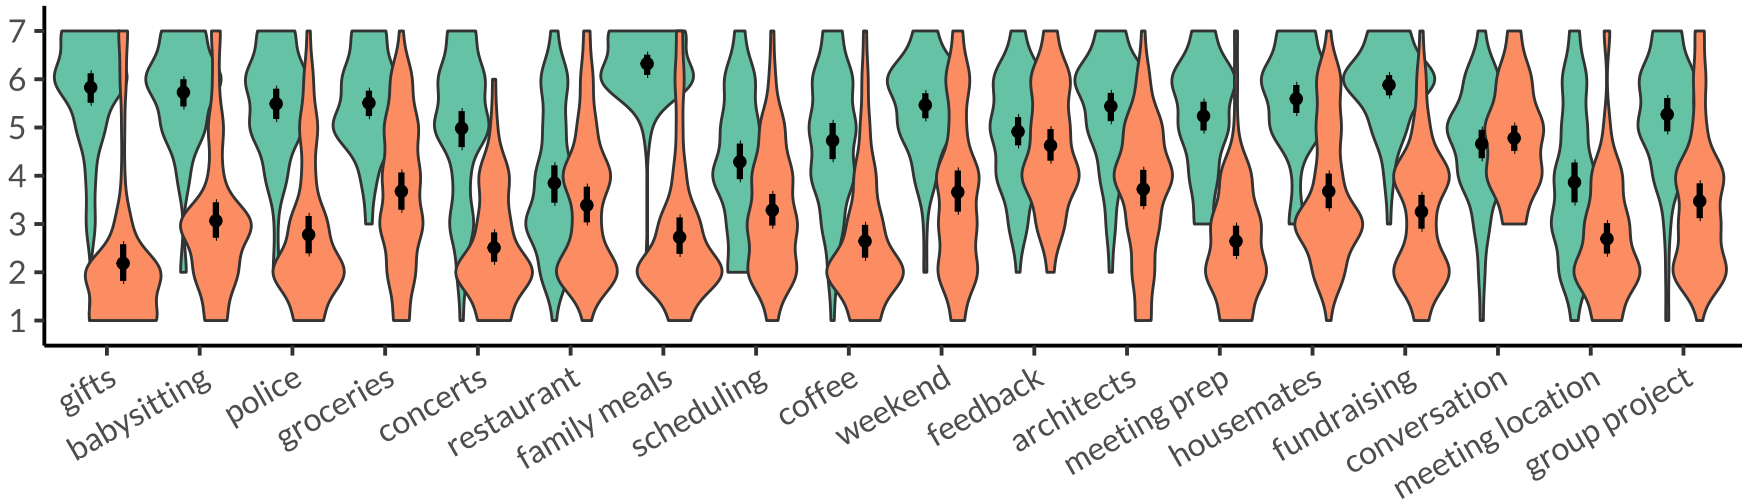 7
6
5
4
3
2
1
gifts
babysitting
police
groceries
concerts
restaurant
family meals
scheduling
coffee
weekend
feedback
architects
meeting prep
housemates
fundraising
conversation
meeting location
group project